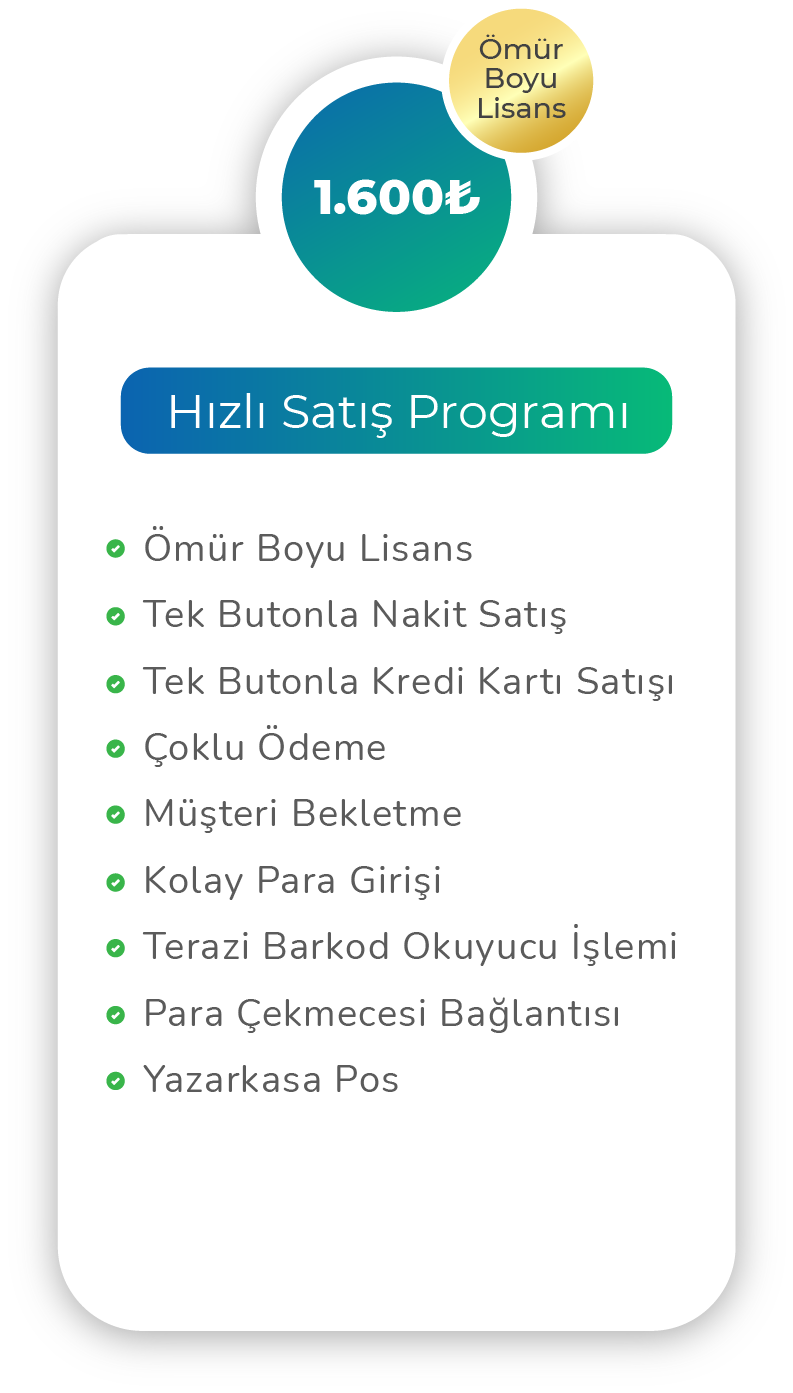 Ömür
Boyu
Lisans
1.600₺
Hızlı Satış Programı
Ömür Boyu Lisans
Tek Butonla Nakit Satış
Tek Butonla Kredi Kartı Satışı
Çoklu Ödeme
Müşteri Bekletme
Kolay Para Girişi
Terazi Barkod Okuyucu İşlemi
Para Çekmecesi Bağlantısı
Yazarkasa Pos